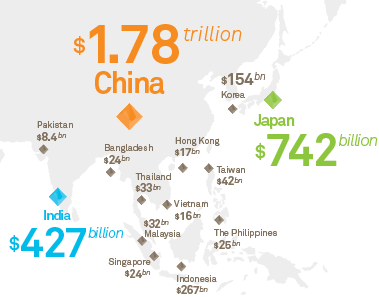 $1.78 trillion
China
$154bn
Korea
Japan
$742 billion
Pakistan
$8.4bn
Bangladesh
$24bn
Hong Kong
$17bn
Thailand
$33bn
Taiwan
$42bn
India
$427 billion
Vietnam
$16bn
$32bn
Malaysia
The Philippines
$25bn
Singapore
$24bn
Indonesia
$267bn